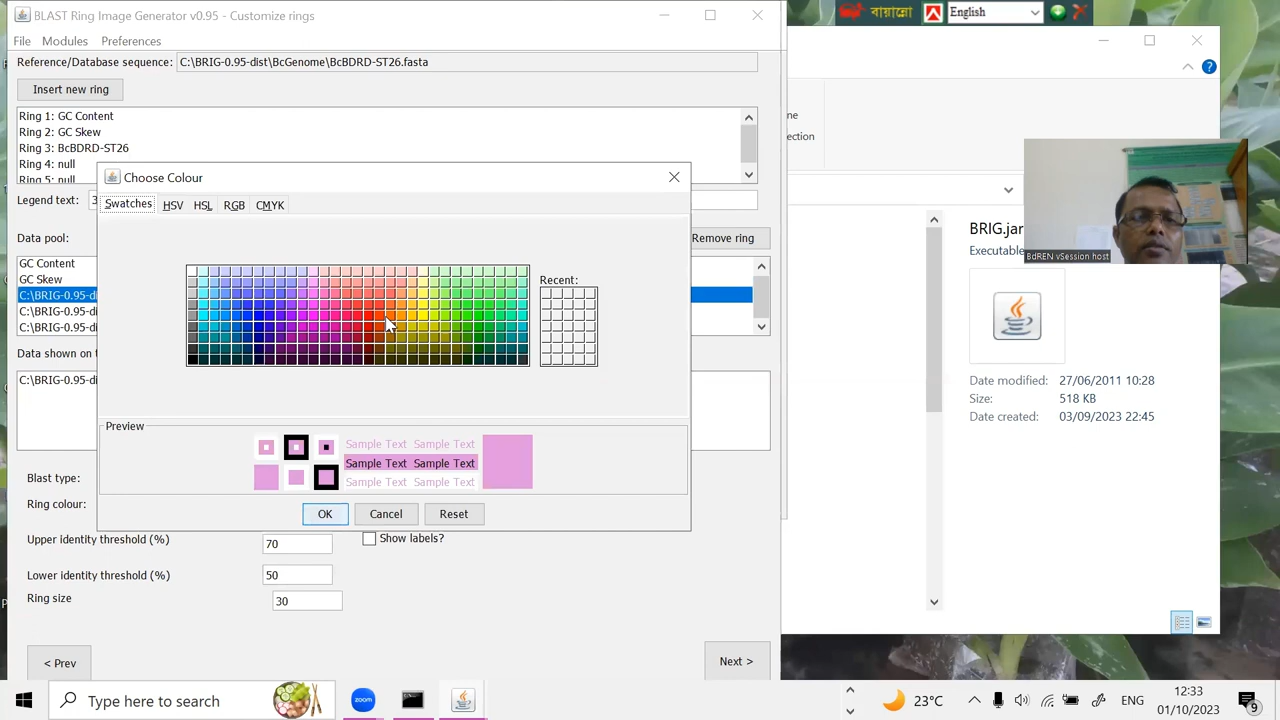 BLAST Ring Image Generator v0.95 - Customize rings
বায়ান্নো
English
File Modules Preferences
Reference/Database sequence: C:\BRIG-0.95-dist\BcGenome\BcBDRD-ST26.fasta
Insert new ring
Ring 1: GC Content
Ring 2: GC Skew
Ring 3: BcBDRD-ST26
Ring 4: null
Ring 5: null
Legend text: 3
Data pool:
Remove ring
GC Content
GC Skew
C:\BRIG-0.95-di
C:\BRIG-0.95-di
C:\BRIG-0.95-di
Data shown on t
C:\BRIG-0.95-di
Blast type:
Ring colour:
Choose Colour
Swatches HSV HSL RGB CMYK
Recent:
Preview
Sample Text Sample Text
Sample Text Sample Text
Sample Text Sample Text
OK Cancel Reset
Upper identity threshold (%) 70
Show labels?
Lower identity threshold (%) 50
Ring size 30
< Prev
Next >
ne
ection
BRIG.jar
Executable
BdREN vSession host
Date modified: 27/06/2011 10:28
Size: 518 KB
Date created: 03/09/2023 22:45
Type here to search
zoom
23°C
ENG
12:33
01/10/2023
9